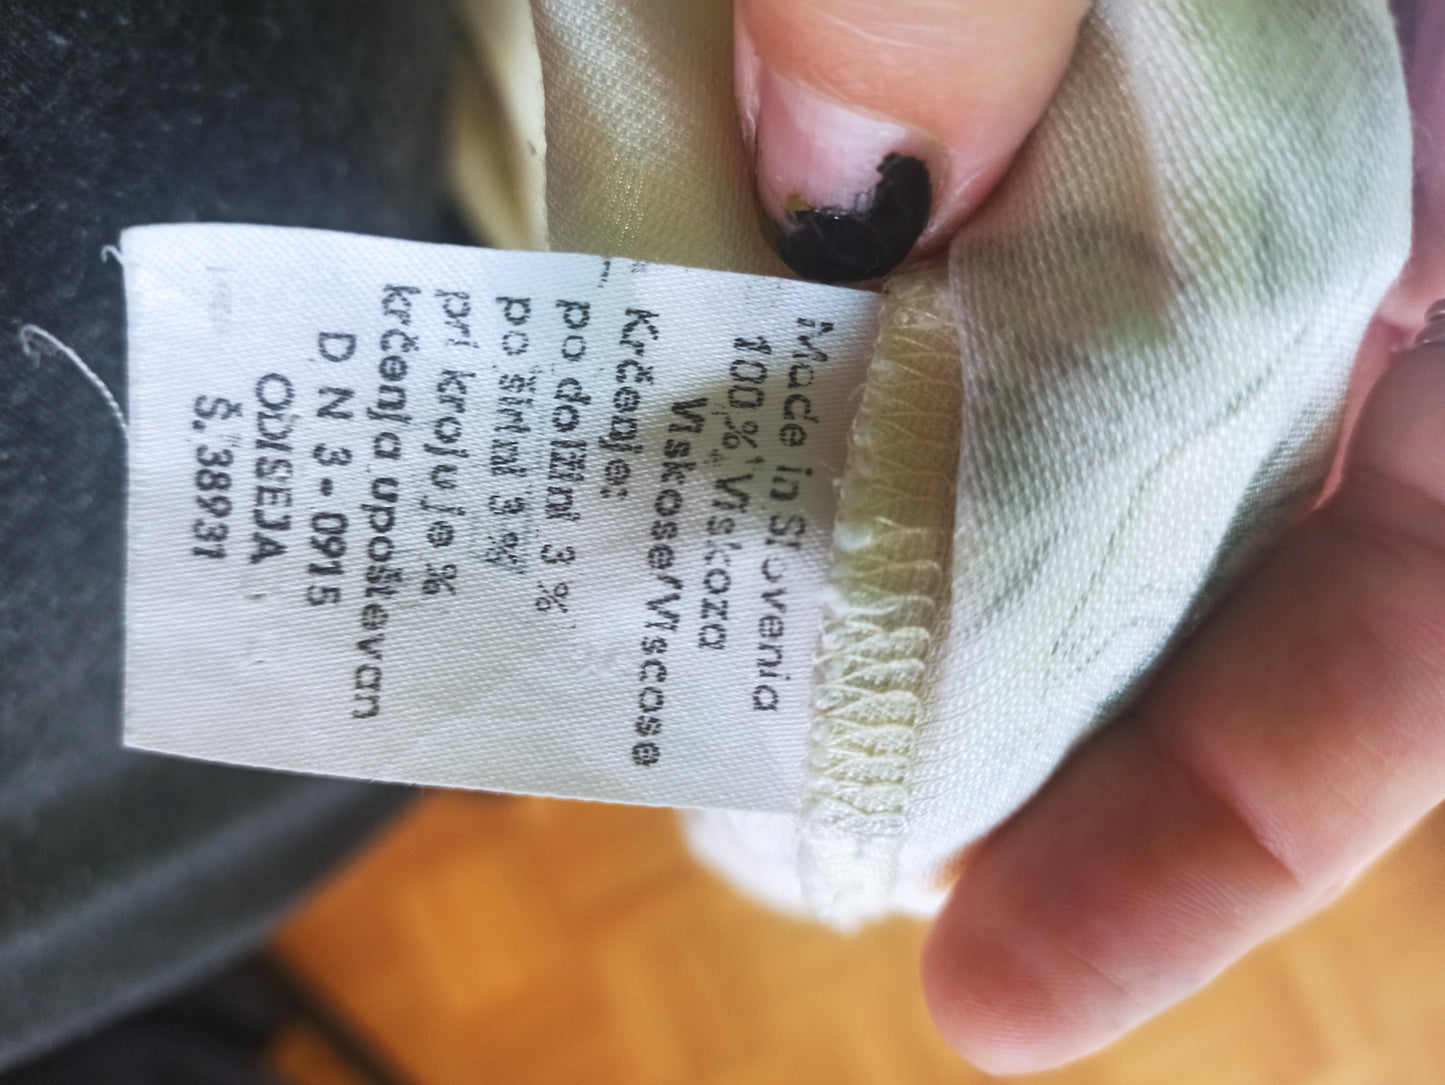 Made in Slovenia
100% Viskoza
Viskose/Viscose
Krčenje:
po dolžini 3 %
po širini 3 %
pri kroju je %
krčenja upoštevan
D N 3 - 0915
ODISEJA
Š. 38931